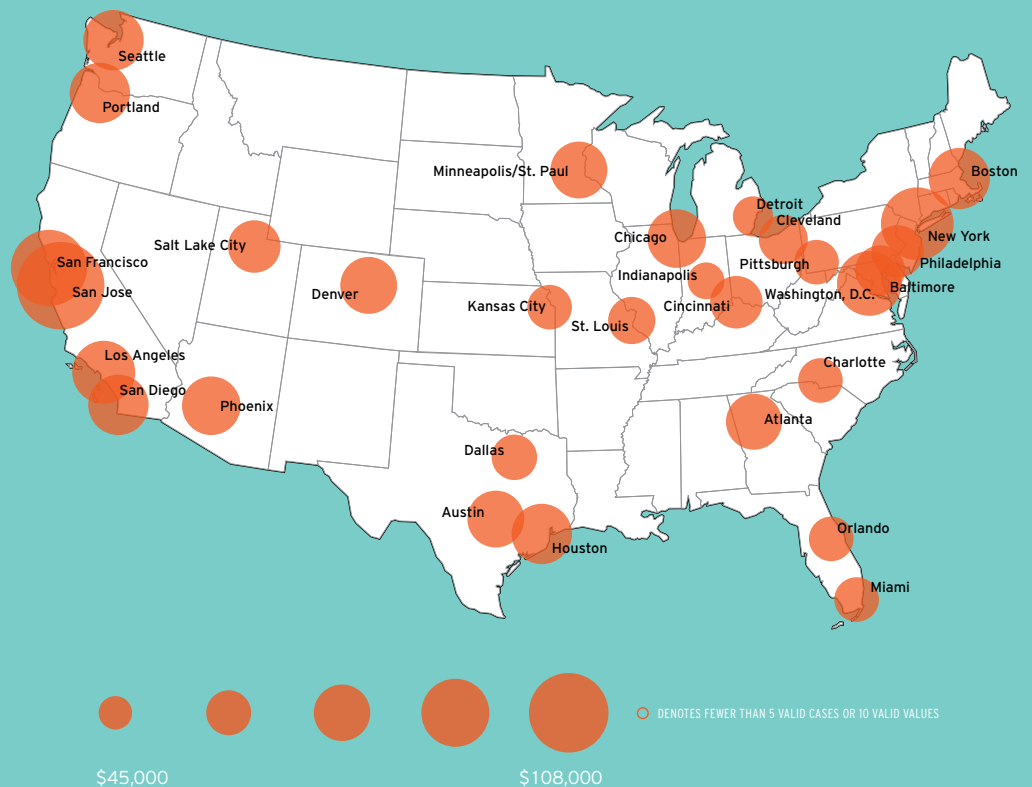 Seattle
Portland
Minneapolis/St. Paul
Boston
Detroit
Cleveland
New York
Chicago
Salt Lake City
San Francisco
Pittsburgh
Philadelphia
Indianapolis
Baltimore
San Jose
Denver
Washington, D.C.
Kansas City
Cincinnati
St. Louis
Los Angeles
Charlotte
San Diego
Phoenix
Atlanta
Dallas
Austin
Orlando
Houston
Miami
DENOTES FEWER THAN 5 VALID CASES OR 10 VALID VALUES
$45,000
$108,000